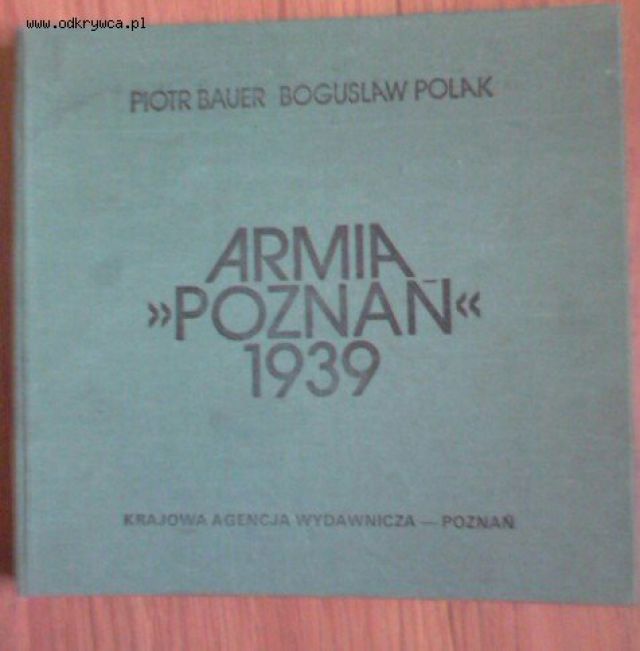 www.odkrywca.pl
PIOTR BAUER BOGUSŁAW POLAK
ARMIA
»POZNAŃ«
1939
KRAJOWA AGENCJA WYDAWNICZA — POZNAŃ